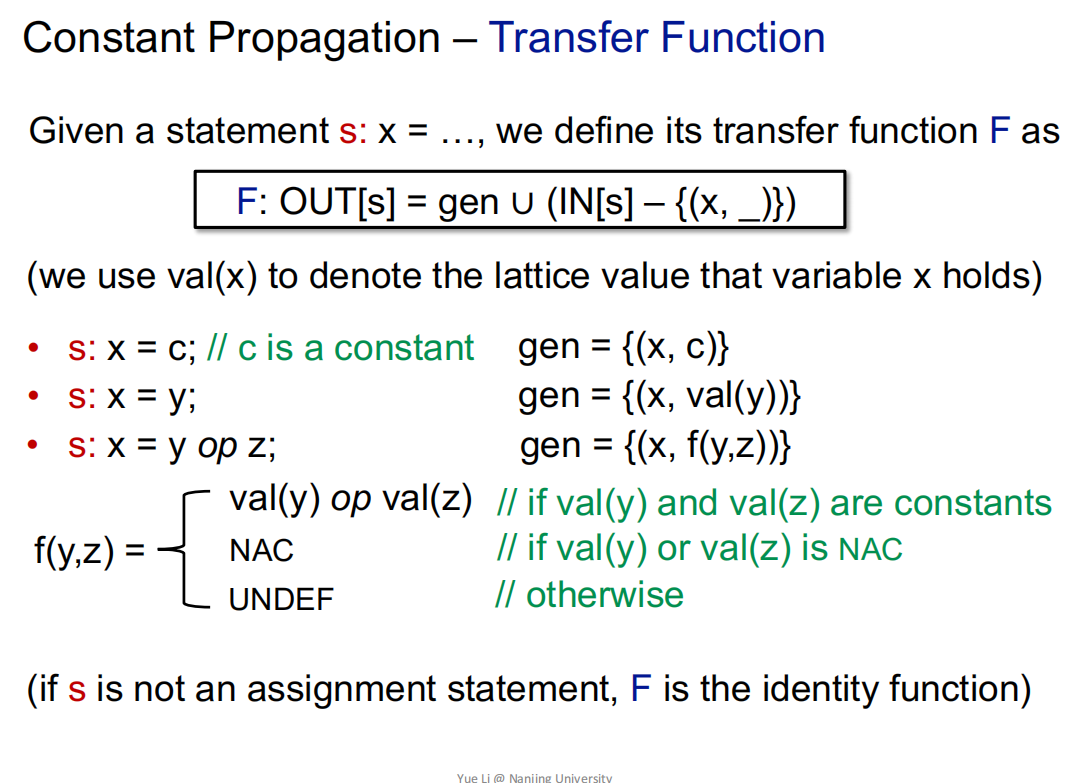 Constant Propagation – Transfer Function
Given a statement s: x = …, we define its transfer function F as
F: OUT[s] = gen ∪ (IN[s] – {(x, _)})
(we use val(x) to denote the lattice value that variable x holds)
• s: x = c; // c is a constant gen = {(x, c)}
• s: x = y; gen = {(x, val(y))}
• s: x = y op z; gen = {(x, f(y,z))}
val(y) op val(z) // if val(y) and val(z) are constants
f(y,z) = NAC // if val(y) or val(z) is NAC
UNDEF // otherwise
(if s is not an assignment statement, F is the identity function)
Yue Li @ Nanjing University